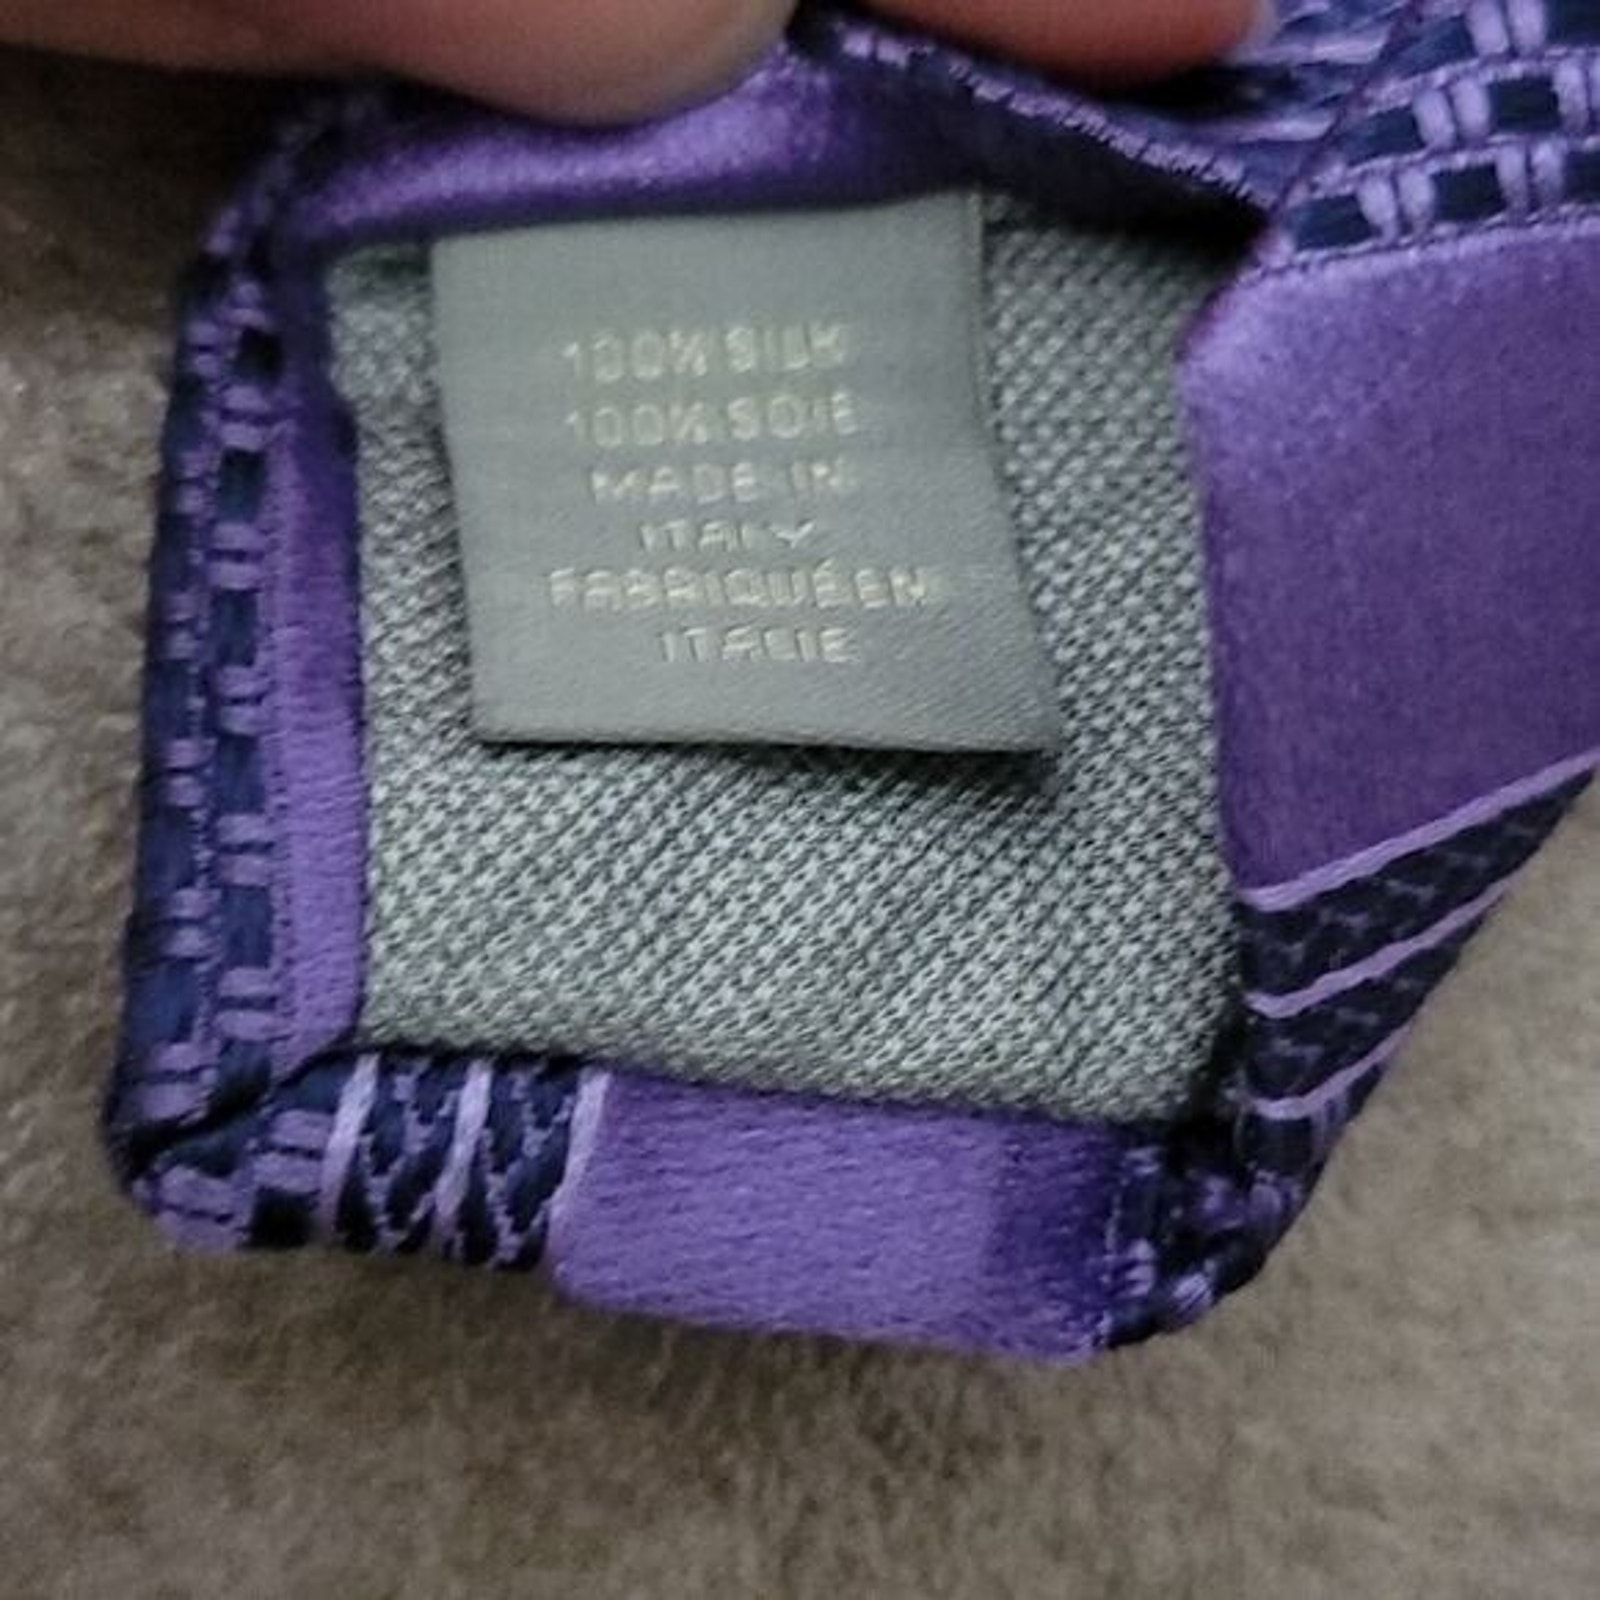 100% SILK
100% SOIE
MADE IN
ITALY
FABRIQUÉ EN
ITALIE